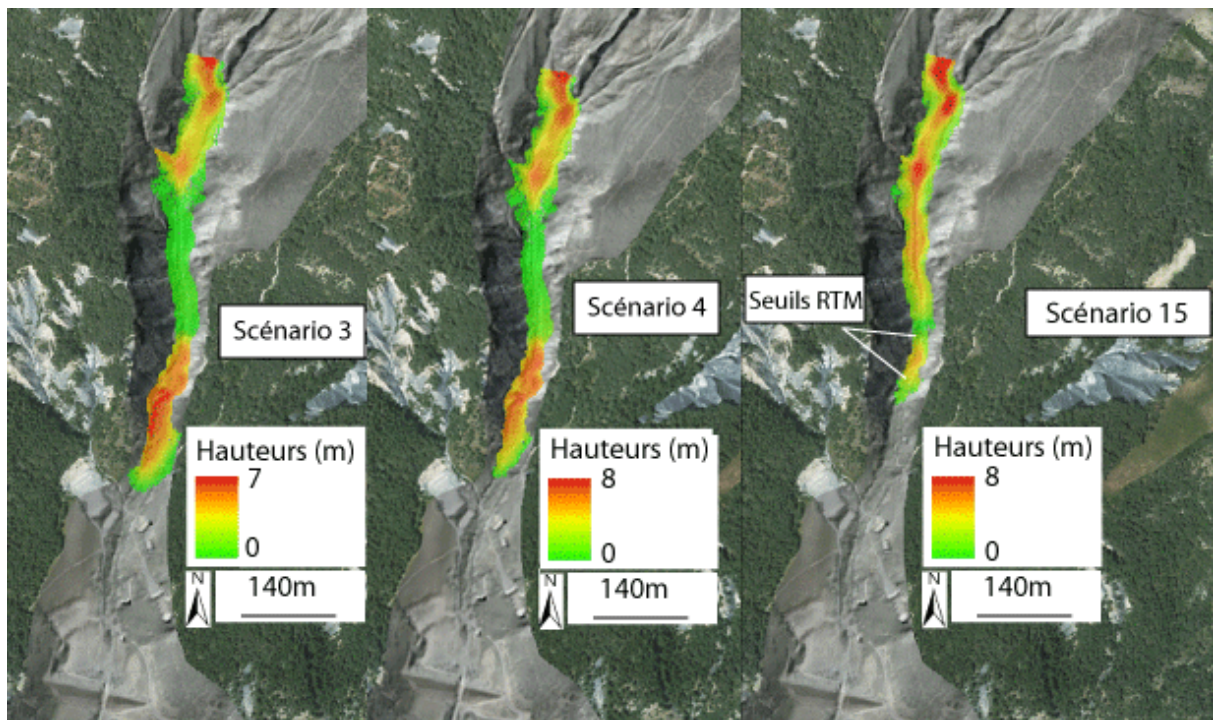 Scénario 3
Hauteurs (m)
7
0
N
140m
Scénario 4
Hauteurs (m)
8
0
N
140m
Seuils RTM
Scénario 15
Hauteurs (m)
8
0
N
140m